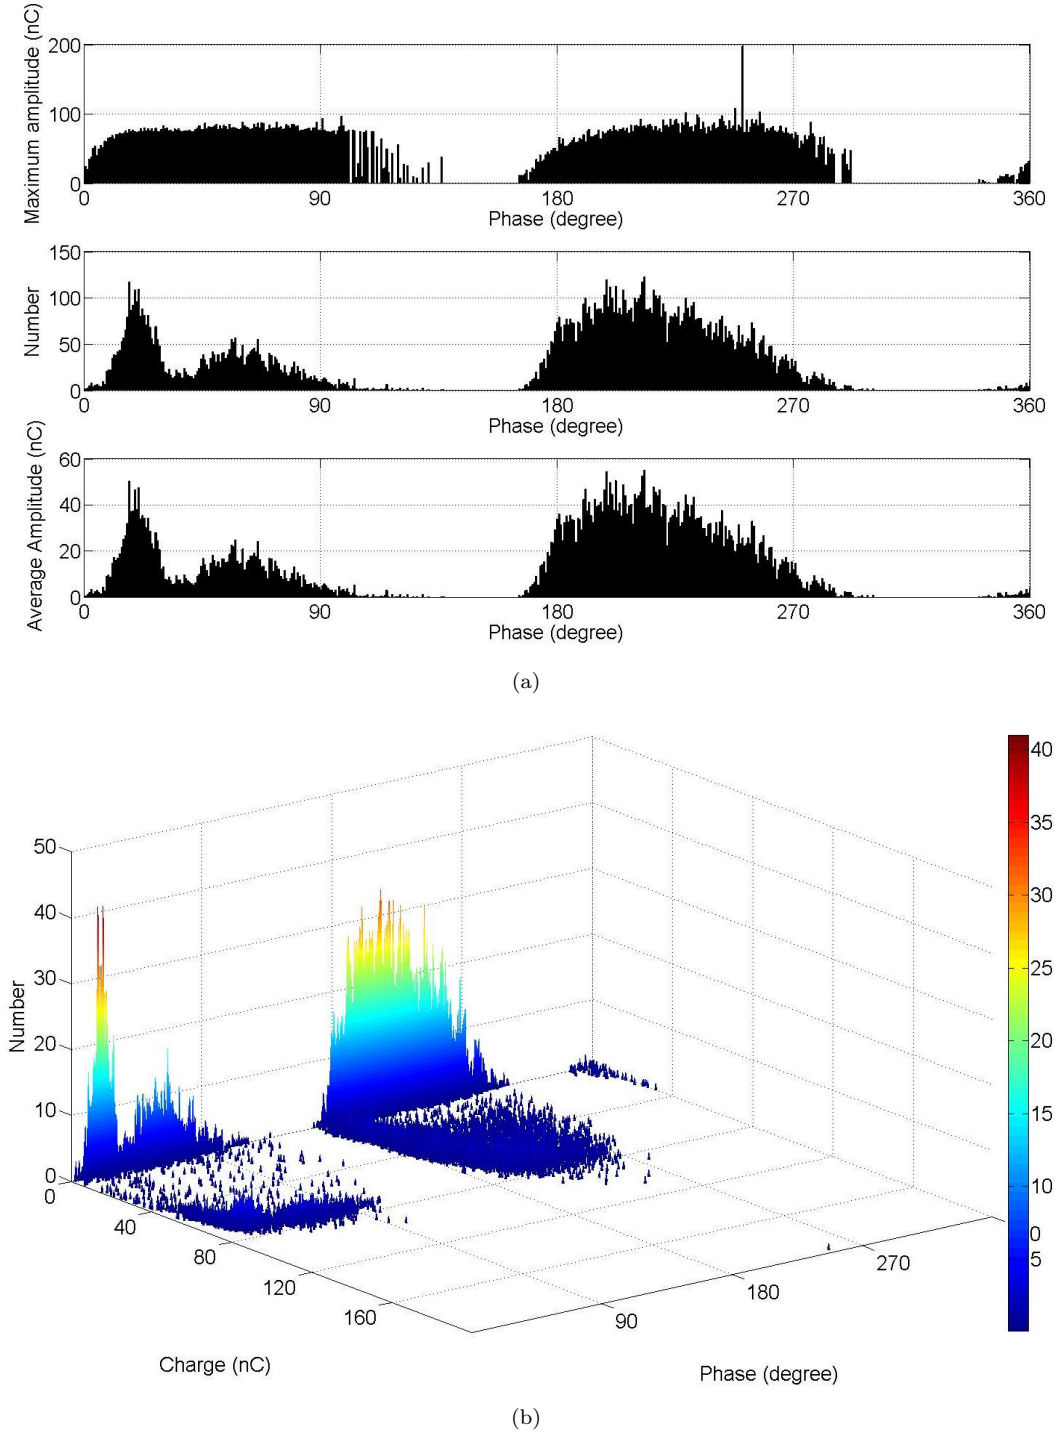 Maximum amplitude (nC)
200
100
0
0 90 180 270 360
Phase (degree)
Number
150
100
50
0
0 90 180 270 360
Phase (degree)
Average Amplitude (nC)
60
40
20
0
0 90 180 270 360
Phase (degree)
(a)
Number
50
40
30
20
10
0
0
40
80
120
160
Charge (nC)
90
180
270
Phase (degree)
40
35
30
25
20
15
10
0
5
(b)